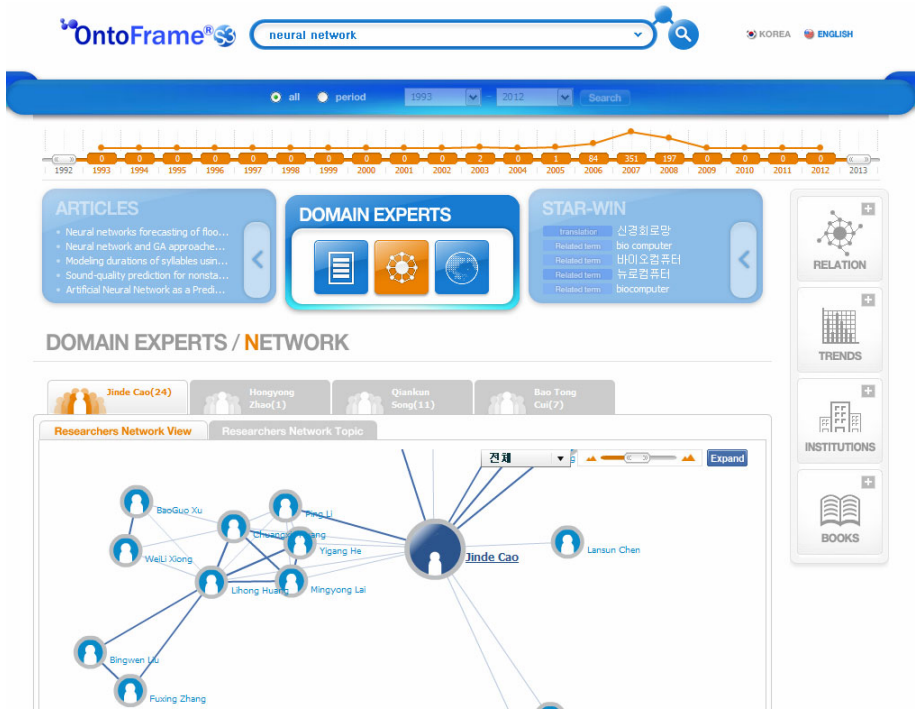 OntoFrame® S3
neural network
KOREA ENGLISH
all period 1993 - 2012 Search
0 0 0 0 0 0 0 0 0 0 2 0 1 84 351 197 0 0 0 0
1992 1993 1994 1995 1996 1997 1998 1999 2000 2001 2002 2003 2004 2005 2006 2007 2008 2009 2010 2011 2012 2013
ARTICLES
Neural networks forecasting of floo...
Neural network and GA approache...
Modeling durations of syllables usin...
Sound-quality prediction for nonsta...
Artificial Neural Network as a Predi...
DOMAIN EXPERTS
STAR-WIN
translation 신경회로망
Related term bio computer
Related term 바이오컴퓨터
Related term 뉴로컴퓨터
Related term biocomputer
RELATION
TRENDS
INSTITUTIONS
BOOKS
DOMAIN EXPERTS / NETWORK
Jinde Cao(24)
Hongyong
Zhao(1)
Qiankun
Song(11)
Bao Tong
Cui(7)
Researchers Network View
Researchers Network Topic
전체
Expand
BaoGuo Xu
Ping Li
WeiLi Xiong
Yigang He
Jinde Cao
Lansun Chen
Lihong Huang
Mingyong Lai
Bingwen Liu
Fuxing Zhang